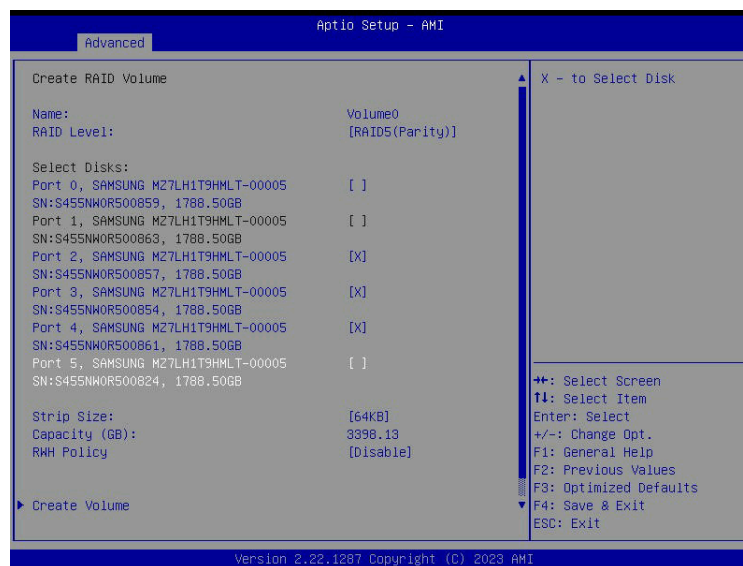 Aptio Setup - AMI
Advanced
Create RAID Volume
X - to Select Disk
Name: Volume0
RAID Level: [RAID5(Parity)]
Select Disks:
Port 0, SAMSUNG MZ7LH1T9HMLT-00005 [ ]
SN:S455NW0R500859, 1788.50GB
Port 1, SAMSUNG MZ7LH1T9HMLT-00005 [ ]
SN:S455NW0R500863, 1788.50GB
Port 2, SAMSUNG MZ7LH1T9HMLT-00005 [X]
SN:S455NW0R500857, 1788.50GB
Port 3, SAMSUNG MZ7LH1T9HMLT-00005 [X]
SN:S455NW0R500854, 1788.50GB
Port 4, SAMSUNG MZ7LH1T9HMLT-00005 [X]
SN:S455NW0R500861, 1788.50GB
Port 5, SAMSUNG MZ7LH1T9HMLT-00005 [ ]
SN:S455NW0R500824, 1788.50GB
Strip Size: [64KB]
Capacity (GB): 3398.13
RWH Policy [Disable]
Create Volume
→←: Select Screen
↑↓: Select Item
Enter: Select
+/-: Change Opt.
F1: General Help
F2: Previous Values
F3: Optimized Defaults
F4: Save & Exit
ESC: Exit
Version 2.22.1287 Copyright (C) 2023 AMI